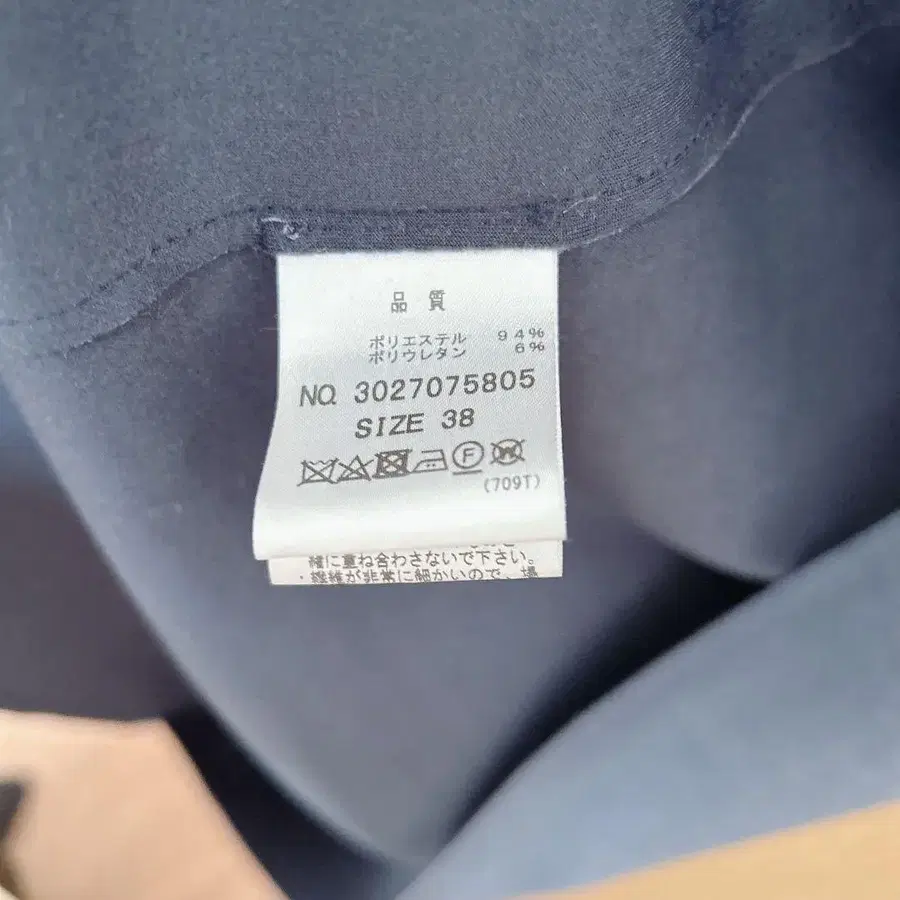 品質
ポリエステル 94%
ポリウレタン 6%
NO. 3027075805
SIZE 38
F W
(709T)
緒に重ね合わさないで下さい。
・繊維が非常に細かいので、場